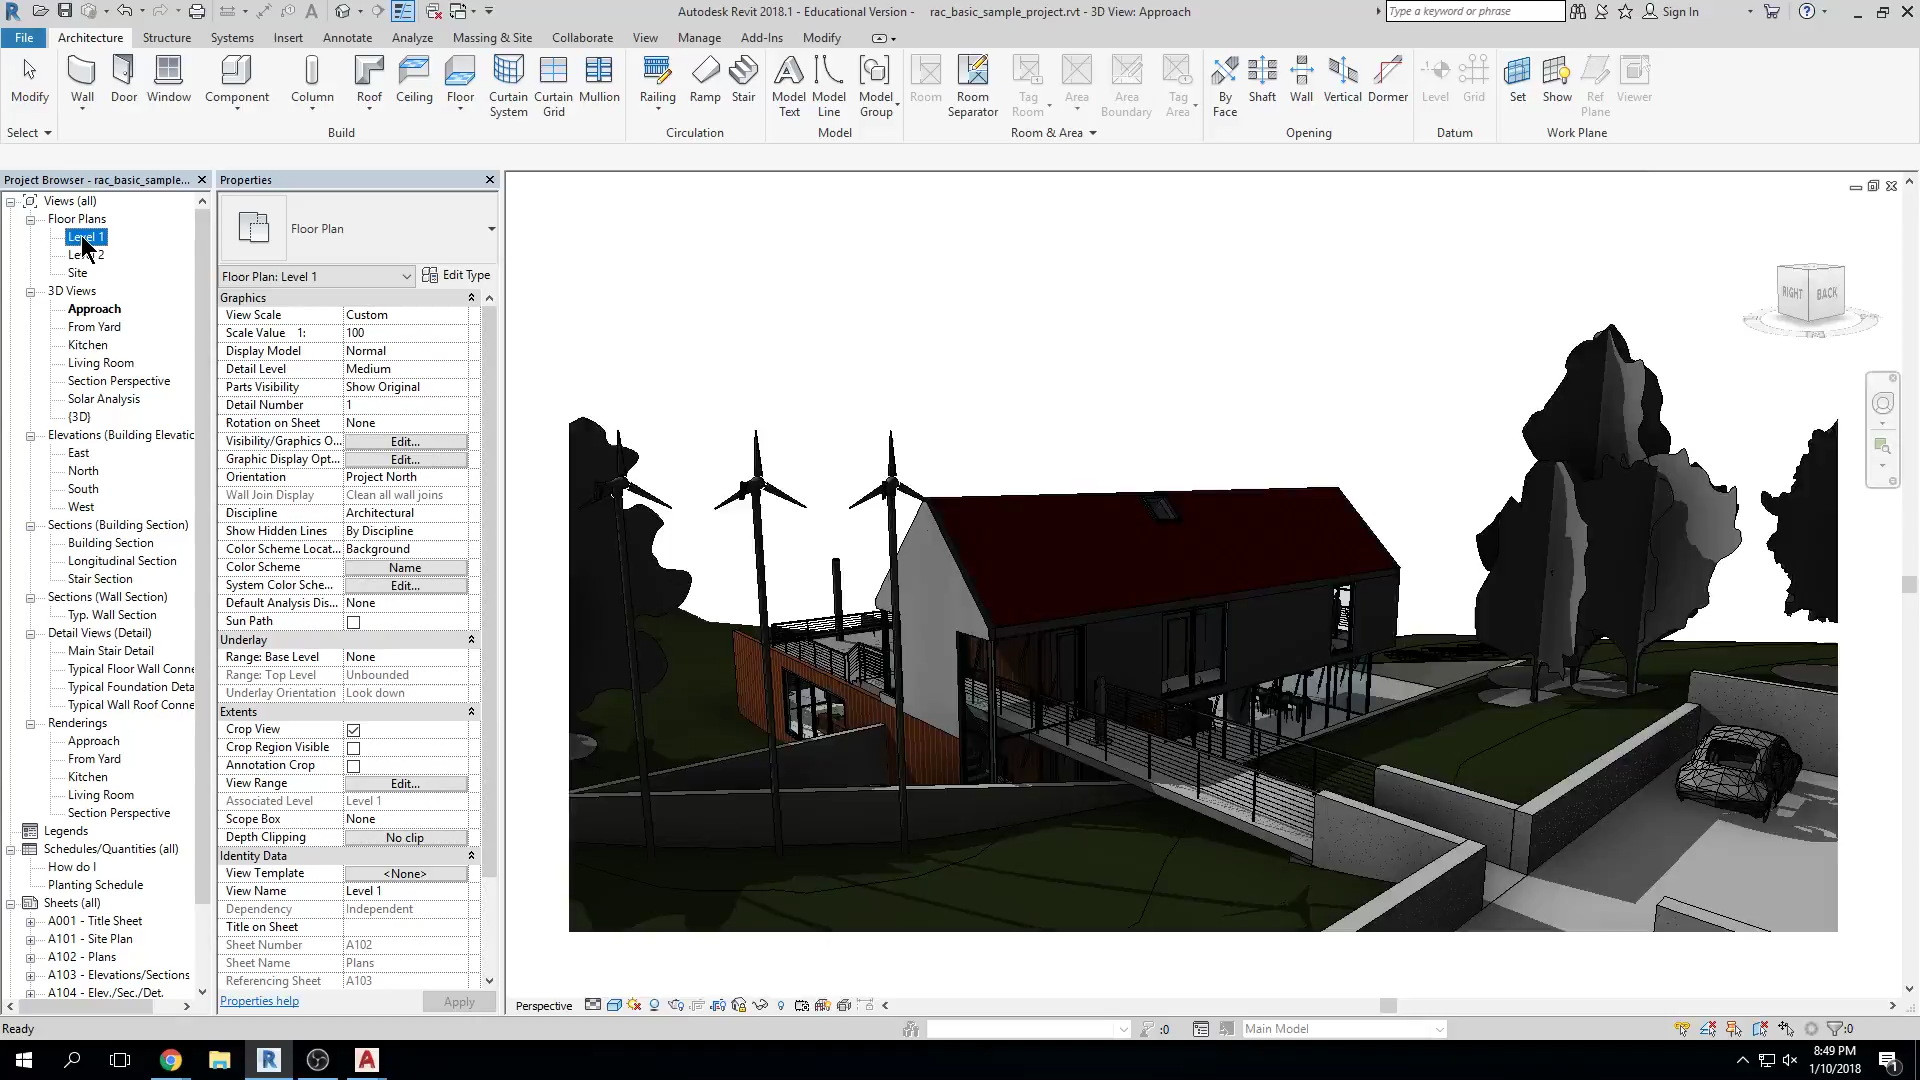 Autodesk Revit 2018.1 - Educational Version - rac_basic_sample_project.rvt - 3D View: Approach
Type a keyword or phrase
Sign In
File Architecture Structure Systems Insert Annotate Analyze Massing & Site Collaborate View Manage Add-Ins Modify
Modify Wall Door Window Component Column Roof Ceiling Floor Curtain System Curtain Grid Mullion Railing Ramp Stair Model Text Model Line Model Group Room Room Separator Tag Room Area Area Boundary Tag Area By Face Shaft Wall Vertical Dormer Level Grid Set Show Ref Plane Viewer
Select Build Circulation Model Room & Area Opening Datum Work Plane
Project Browser - rac_basic_sample...
Views (all)
Floor Plans
Level 1
Level 2
Site
3D Views
Approach
From Yard
Kitchen
Living Room
Section Perspective
Solar Analysis
{3D}
Elevations (Building Elevatic
East
North
South
West
Sections (Building Section)
Building Section
Longitudinal Section
Stair Section
Sections (Wall Section)
Typ. Wall Section
Detail Views (Detail)
Main Stair Detail
Typical Floor Wall Conne
Typical Foundation Deta
Typical Wall Roof Conne
Renderings
Approach
From Yard
Kitchen
Living Room
Section Perspective
Legends
Schedules/Quantities (all)
How do I
Planting Schedule
Sheets (all)
A001 - Title Sheet
A101 - Site Plan
A102 - Plans
A103 - Elevations/Sections
A104 - Elev./Sec./Det.
Properties
Floor Plan
Floor Plan: Level 1 Edit Type
Graphics
View Scale Custom
Scale Value 1: 100
Display Model Normal
Detail Level Medium
Parts Visibility Show Original
Detail Number 1
Rotation on Sheet None
Visibility/Graphics O... Edit...
Graphic Display Opt... Edit...
Orientation Project North
Wall Join Display Clean all wall joins
Discipline Architectural
Show Hidden Lines By Discipline
Color Scheme Locat... Background
Color Scheme Name
System Color Sche... Edit...
Default Analysis Dis... None
Sun Path
Underlay
Range: Base Level None
Range: Top Level Unbounded
Underlay Orientation Look down
Extents
Crop View
Crop Region Visible
Annotation Crop
View Range Edit...
Associated Level Level 1
Scope Box None
Depth Clipping No clip
Identity Data
View Template <None>
View Name Level 1
Dependency Independent
Title on Sheet
Sheet Number A102
Sheet Name Plans
Referencing Sheet A103
Properties help Apply
RIGHT BACK
Perspective
Ready
:0
Main Model
:0
8:49 PM
1/10/2018
1